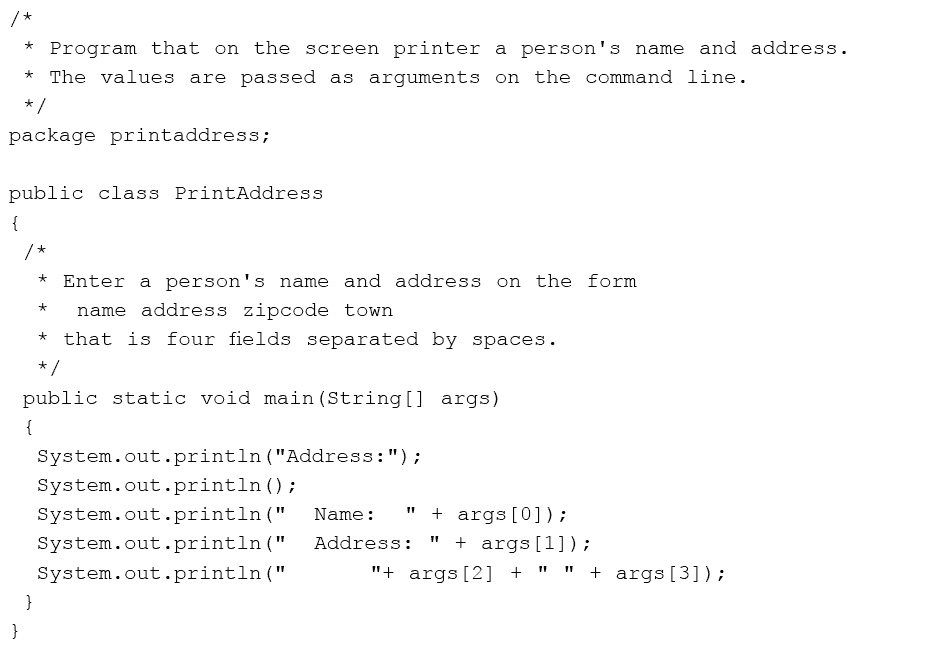 /*
 * Program that on the screen printer a person's name and address.
 * The values are passed as arguments on the command line.
 */
package printaddress;

public class PrintAddress
{
 /*
  * Enter a person's name and address on the form
  *  name address zipcode town
  * that is four fields separated by spaces.
  */
 public static void main(String[] args)
 {
  System.out.println("Address:");
  System.out.println();
  System.out.println("  Name:  " + args[0]);
  System.out.println("  Address: " + args[1]);
  System.out.println("      "+ args[2] + " " + args[3]);
 }
}